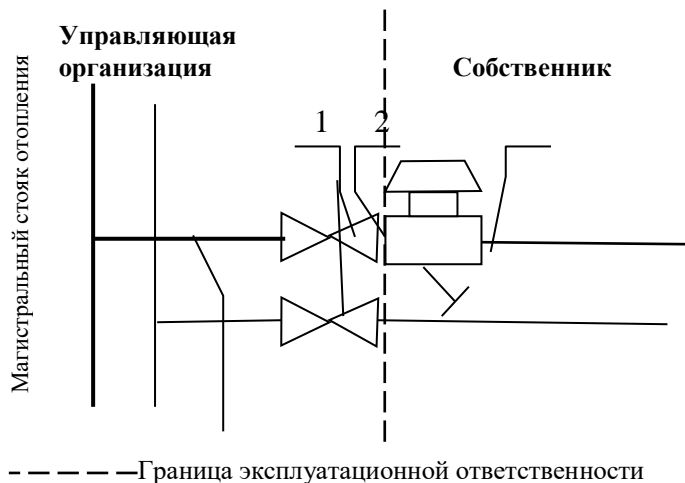 Управляющая
организация
Собственник
1
2
Магистральный стояк отопления
Граница эксплуатационной ответственности